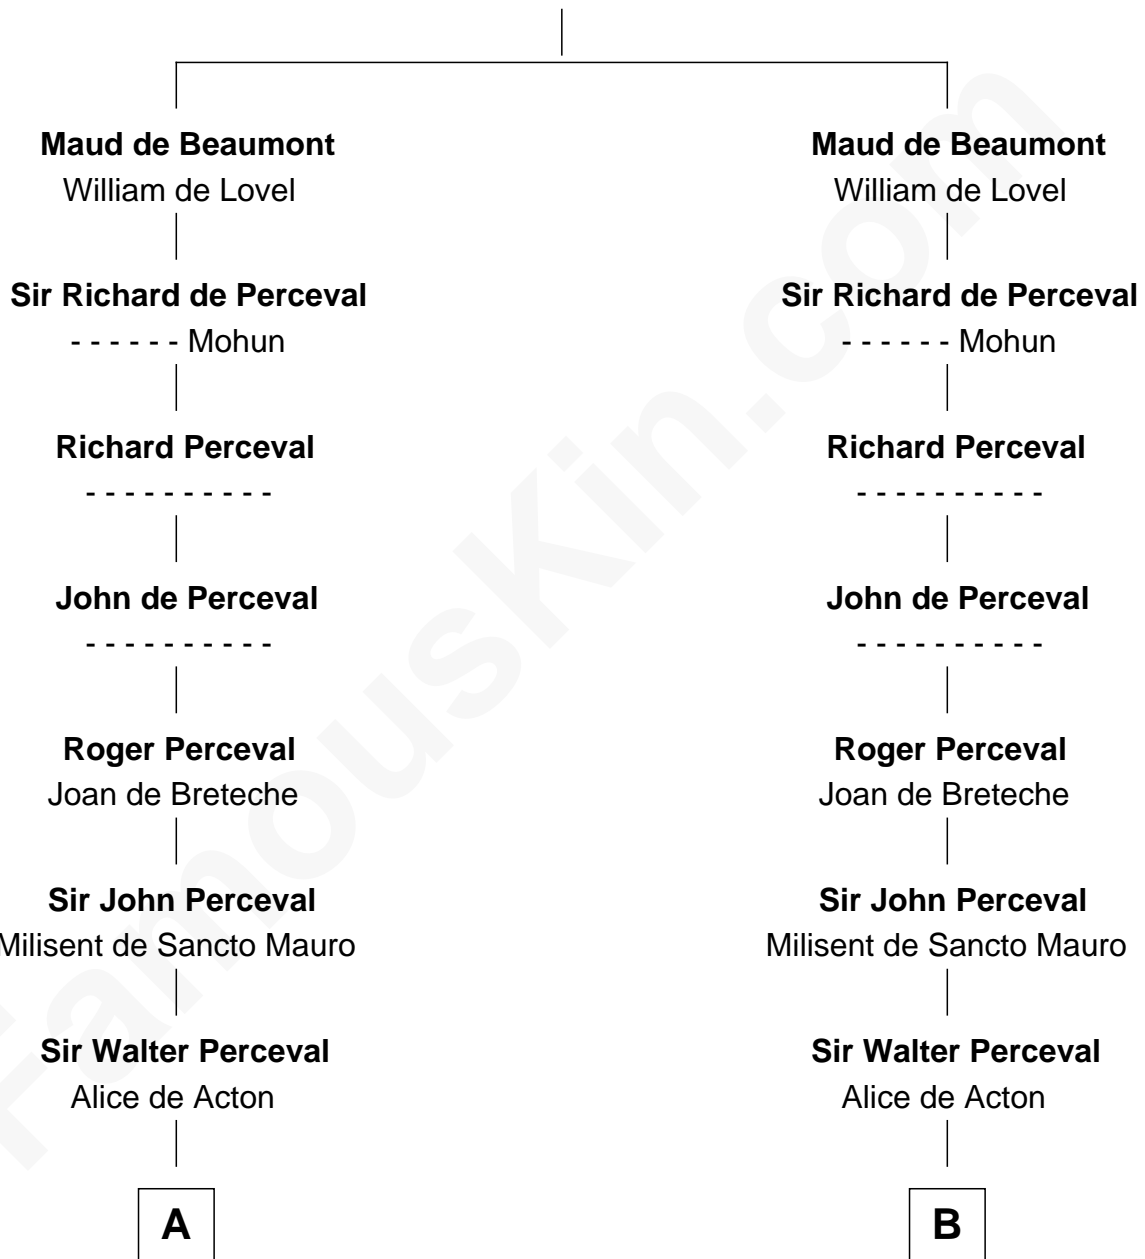 Maud de Beaumont
William de Lovel
Sir Richard de Perceval
- - - - - - Mohun
Richard Perceval
- - - - - - - - - -
John de Perceval
- - - - - - - - - -
Roger Perceval
Joan de Breteche
Sir John Perceval
Milisent de Sancto Mauro
Sir Walter Perceval
Alice de Acton
A
Maud de Beaumont
William de Lovel
Sir Richard de Perceval
- - - - - - Mohun
Richard Perceval
- - - - - - - - - -
John de Perceval
- - - - - - - - - -
Roger Perceval
Joan de Breteche
Sir John Perceval
Milisent de Sancto Mauro
Sir Walter Perceval
Alice de Acton
B
FamousKin.com